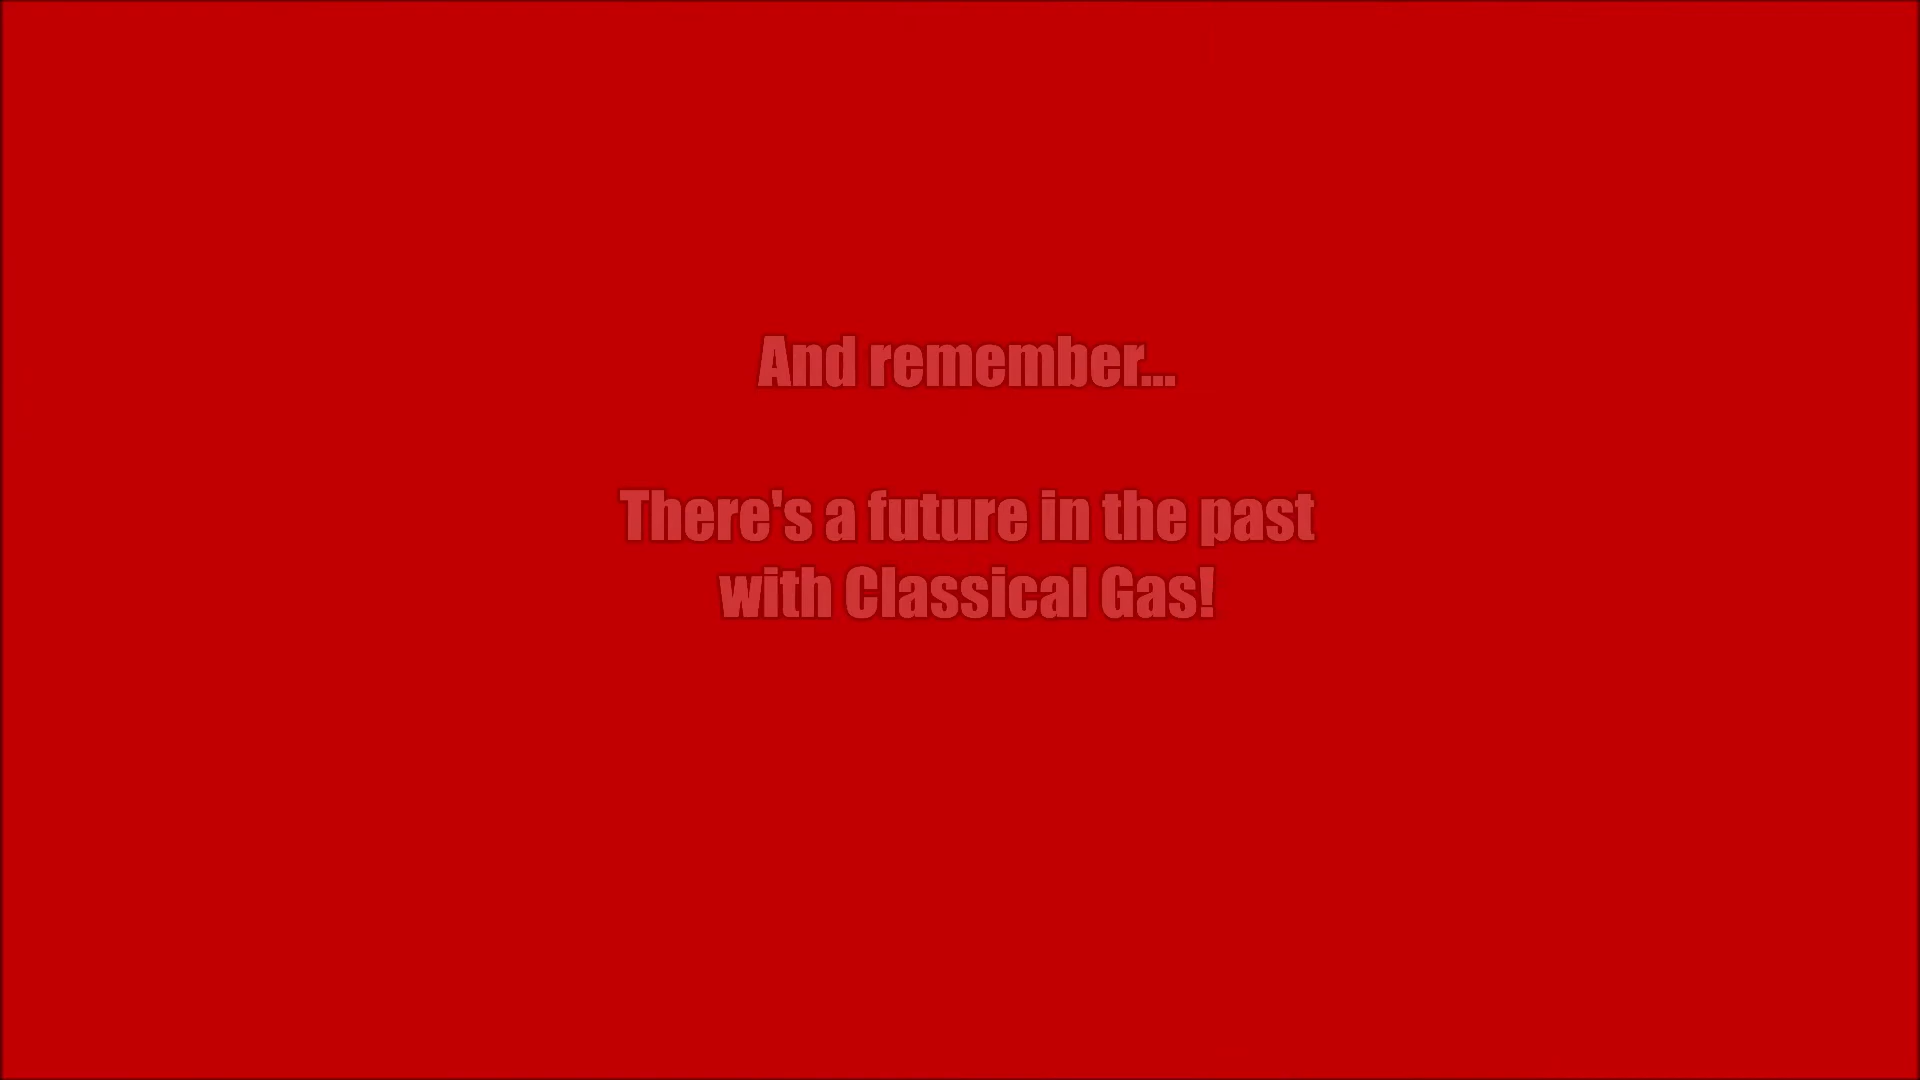 And remember...
There's a future in the past
with Classical Gas!